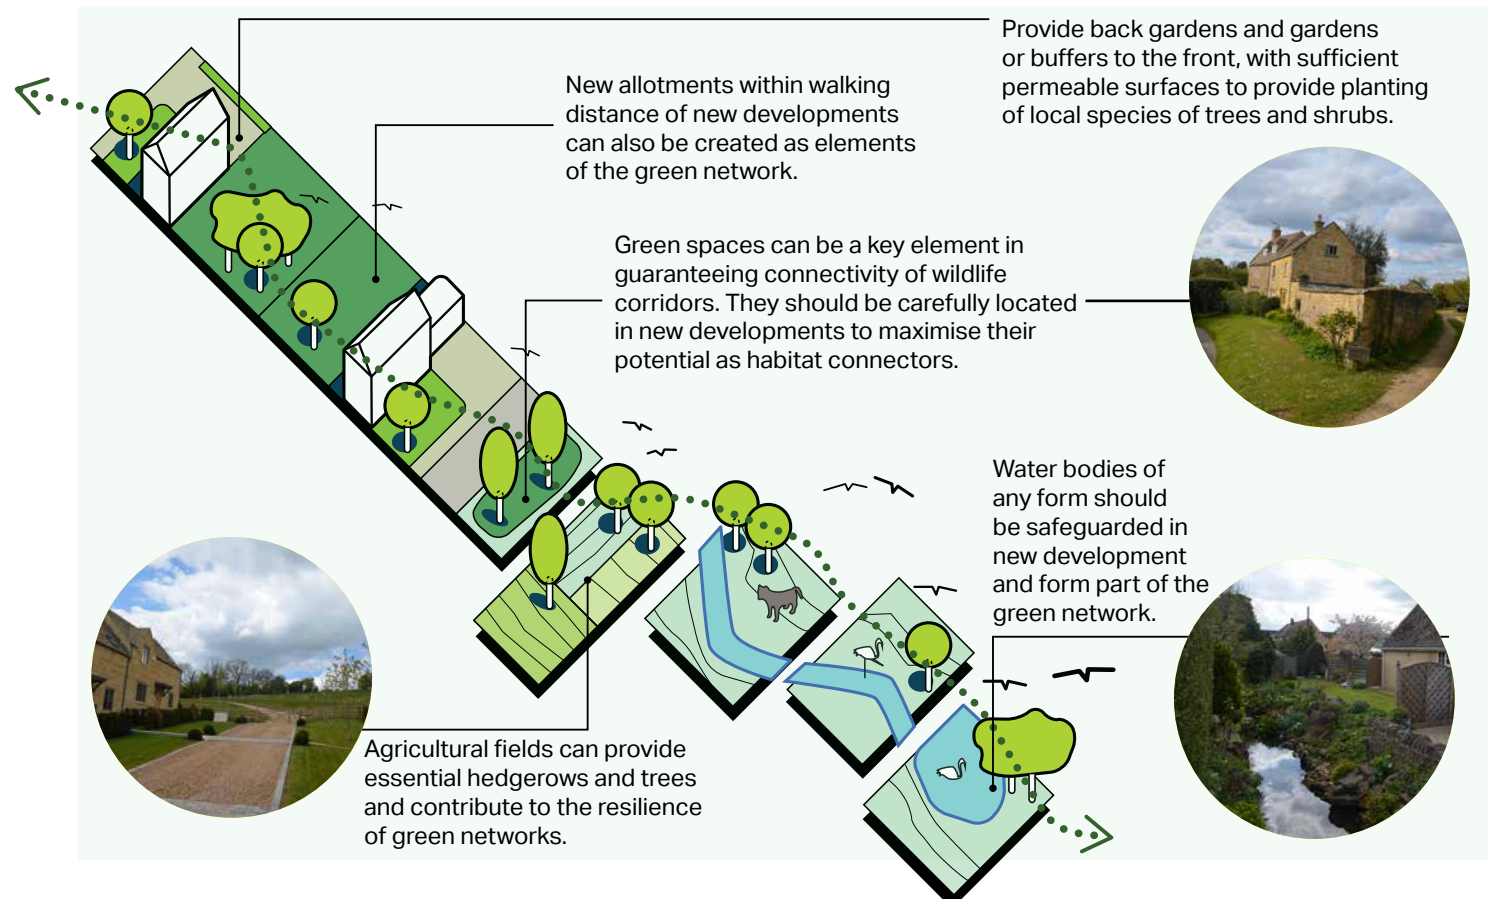 Provide back gardens and gardens
or buffers to the front, with sufficient
permeable surfaces to provide planting
of local species of trees and shrubs.
New allotments within walking
distance of new developments
can also be created as elements
of the green network.
Green spaces can be a key element in
guaranteeing connectivity of wildlife
corridors. They should be carefully located
in new developments to maximise their
potential as habitat connectors.
Water bodies of
any form should
be safeguarded in
new development
and form part of the
green network.
Agricultural fields can provide
essential hedgerows and trees
and contribute to the resilience
of green networks.